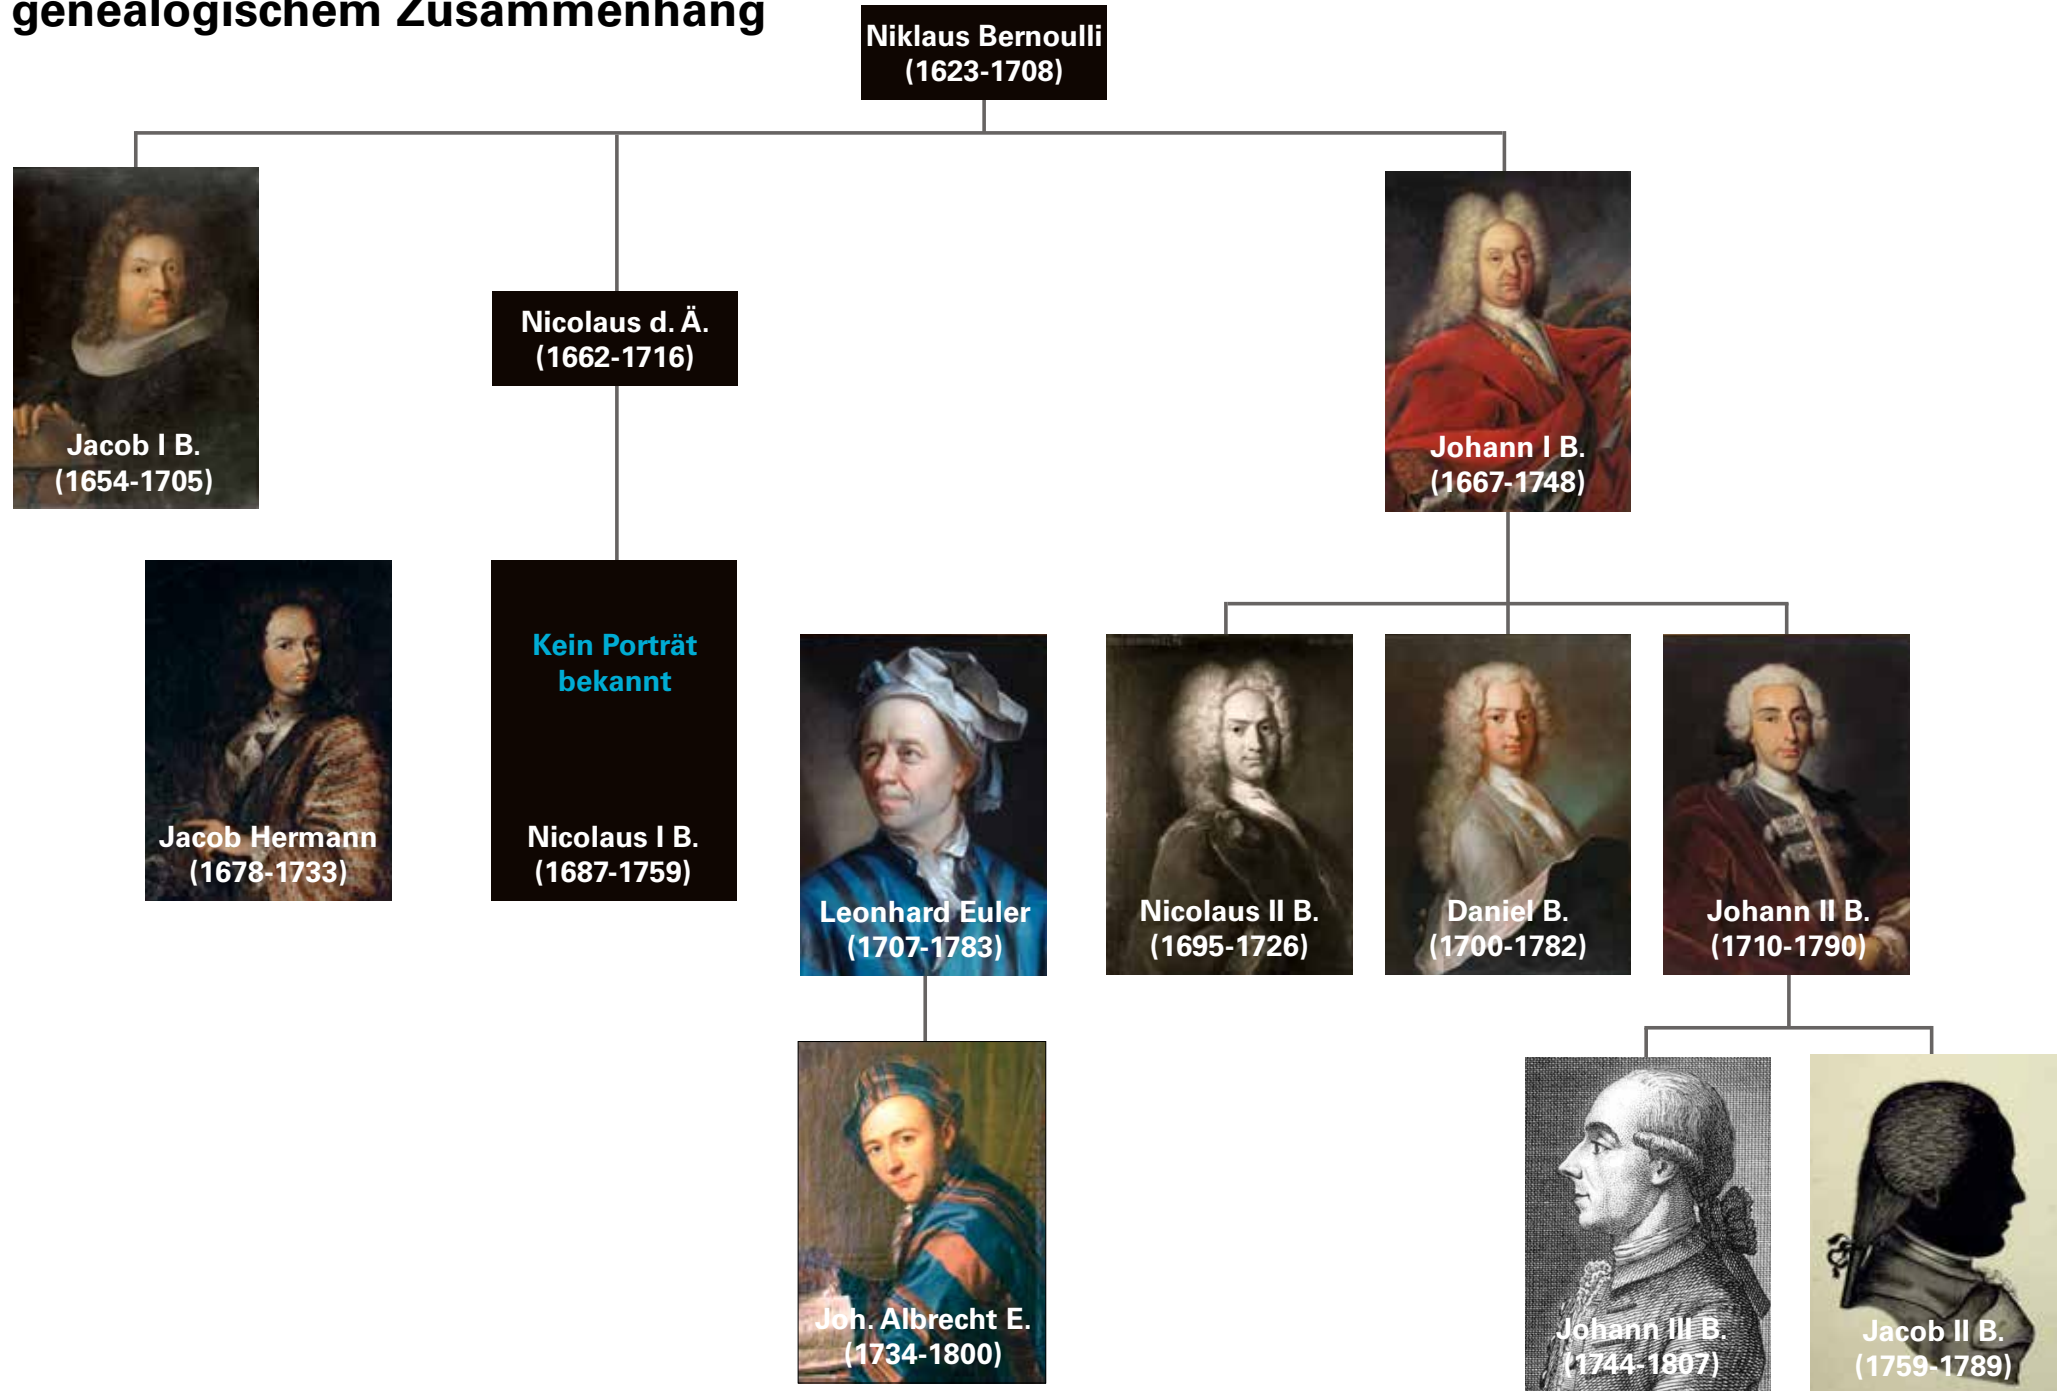 genealogischem Zusammenhang
Niklaus Bernoulli
(1623-1708)
Jacob I B.
(1654-1705)
Nicolaus d. Ä.
(1662-1716)
Johann I B.
(1667-1748)
Jacob Hermann
(1678-1733)
Kein Porträt
bekannt
Nicolaus I B.
(1687-1759)
Leonhard Euler
(1707-1783)
Nicolaus II B.
(1695-1726)
Daniel B.
(1700-1782)
Johann II B.
(1710-1790)
Joh. Albrecht E.
(1734-1800)
Johann III B.
(1744-1807)
Jacob II B.
(1759-1789)